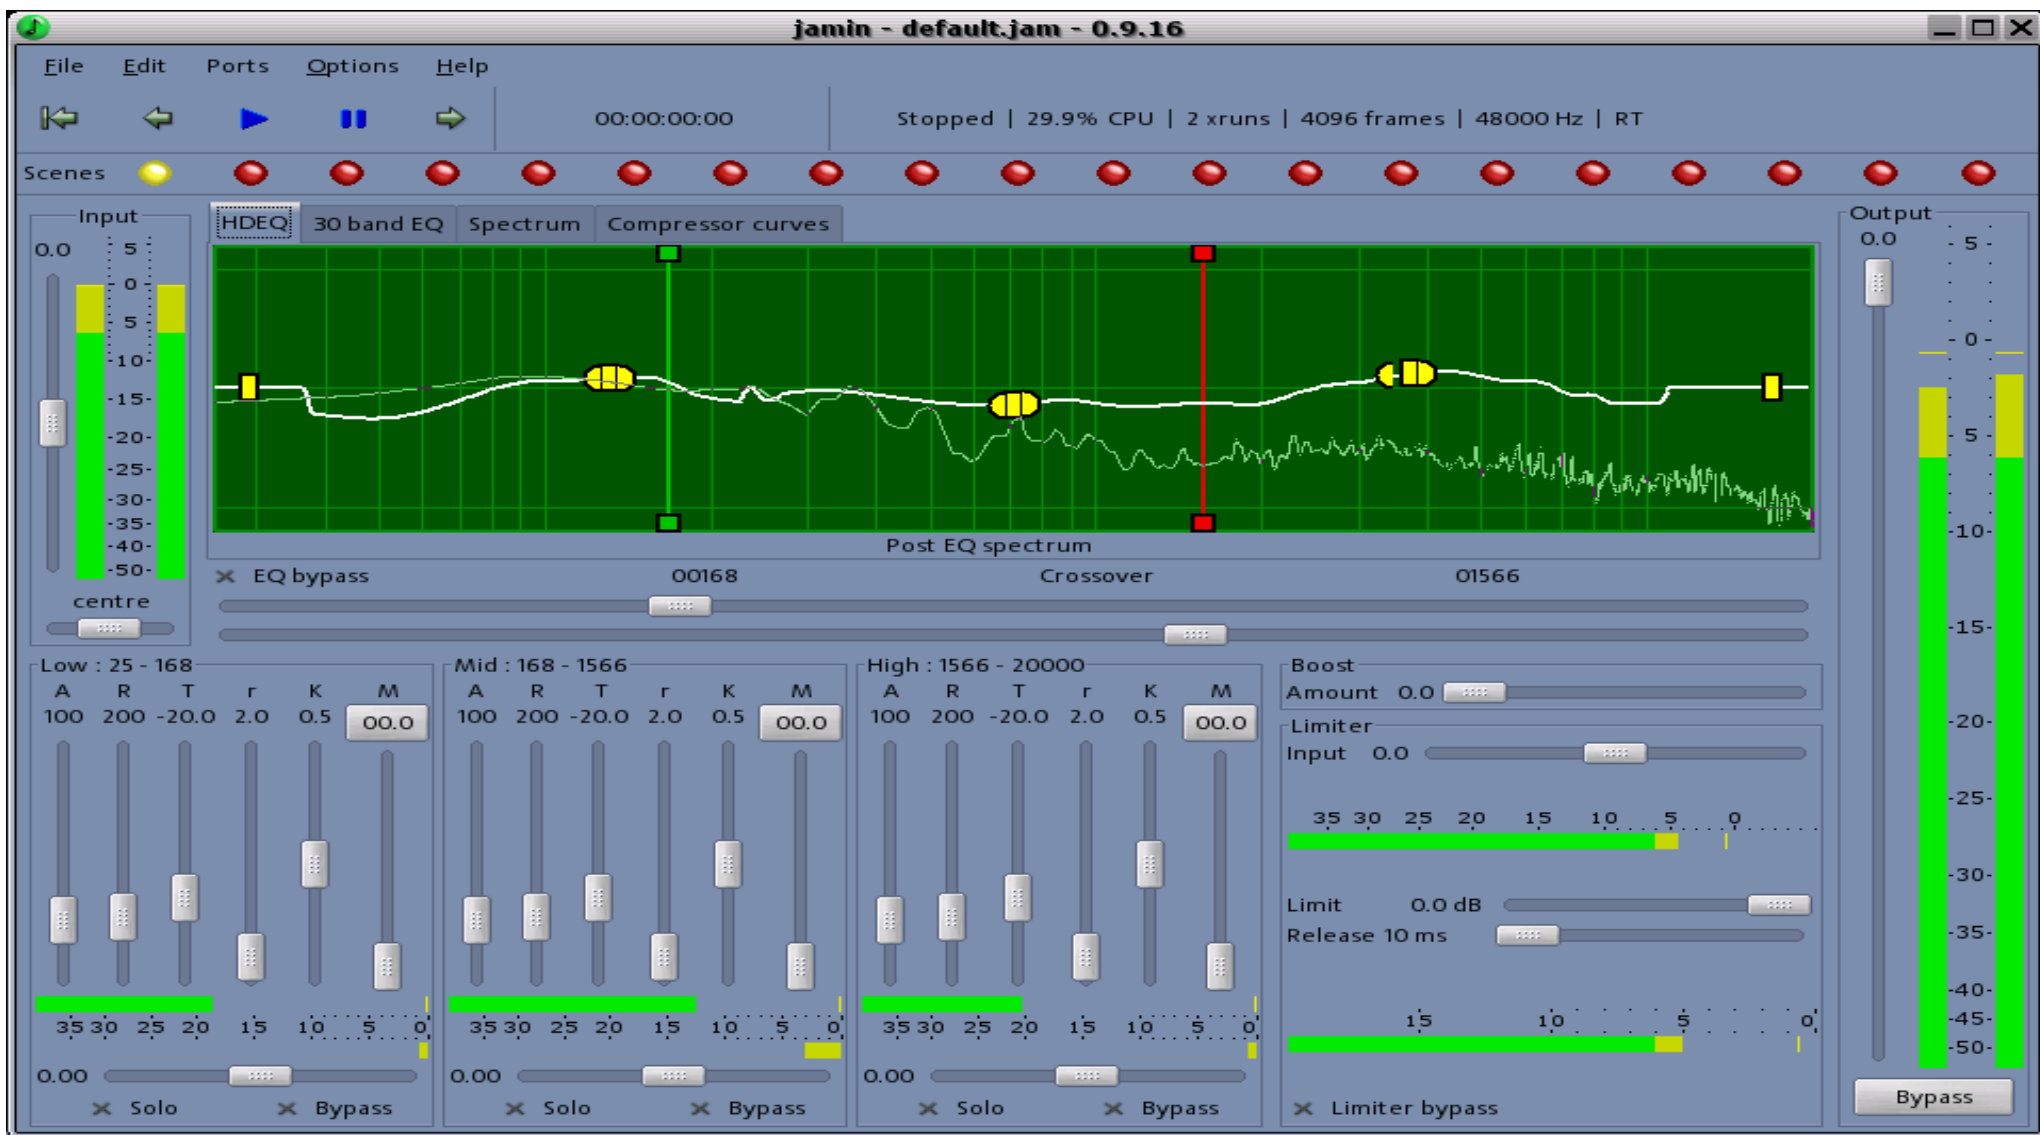 jamin - default.jam - 0.9.16
File Edit Ports Options Help
00:00:00:00 Stopped | 29.9% CPU | 2 xruns | 4096 frames | 48000 Hz | RT
Scenes
Input
0.0
5
0
5
-10-
-15-
-20-
-25-
-30-
-35-
-40-
-50-
centre
HDEQ 30 band EQ Spectrum Compressor curves
Post EQ spectrum
EQ bypass 00168 Crossover 01566
Low : 25 - 168
A R T r K M
100 200 -20.0 2.0 0.5 00.0
35 30 25 20 15 10 5 0
0.00
Solo Bypass
Mid : 168 - 1566
A R T r K M
100 200 -20.0 2.0 0.5 00.0
35 30 25 20 15 10 5 0
0.00
Solo Bypass
High : 1566 - 20000
A R T r K M
100 200 -20.0 2.0 0.5 00.0
35 30 25 20 15 10 5 0
0.00
Solo Bypass
Boost
Amount 0.0
Limiter
Input 0.0
35 30 25 20 15 10 5 0
Limit 0.0 dB
Release 10 ms
15 10 5 0
Limiter bypass
Output
0.0
- 5 -
- 0 -
- 5 -
-10-
-15-
-20-
-25-
-30-
-35-
-40-
-45-
-50-
Bypass